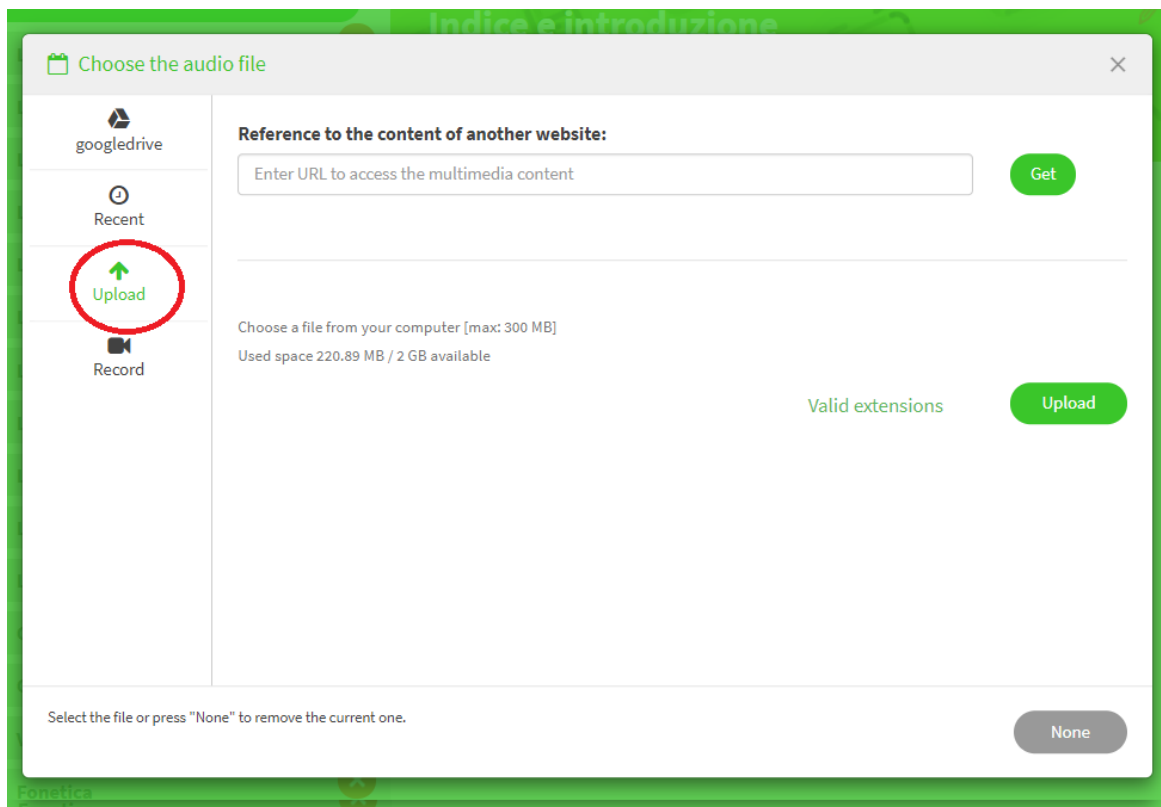 Indice e introduzione
Choose the audio file
googledrive
Recent
Upload
Record
Reference to the content of another website:
Enter URL to access the multimedia content
Get
Choose a file from your computer [max: 300 MB]
Used space 220.89 MB / 2 GB available
Valid extensions
Upload
Select the file or press "None" to remove the current one.
None
Fonetica